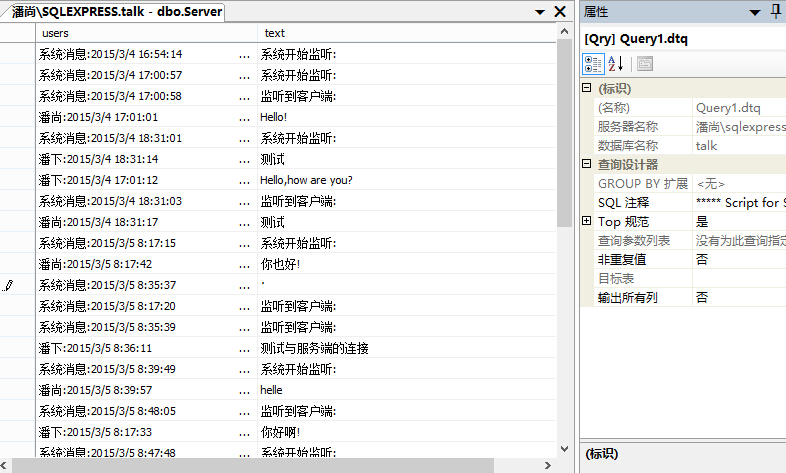 潘尚\SQLEXPRESS.talk - dbo.Server
users text
系统消息:2015/3/4 16:54:14 ... 系统开始监听:
系统消息:2015/3/4 17:00:57 ... 系统开始监听:
系统消息:2015/3/4 17:00:58 ... 监听到客户端:
潘尚:2015/3/4 17:01:01 ... Hello!
系统消息:2015/3/4 18:31:01 ... 系统开始监听:
潘下:2015/3/4 18:31:14 ... 测试
潘下:2015/3/4 17:01:12 ... Hello,how are you?
系统消息:2015/3/4 18:31:03 ... 监听到客户端:
潘尚:2015/3/4 18:31:17 ... 测试
系统消息:2015/3/5 8:17:15 ... 系统开始监听:
潘尚:2015/3/5 8:17:42 ... 你也好!
系统消息:2015/3/5 8:35:37 ... '
系统消息:2015/3/5 8:17:20 ... 监听到客户端:
系统消息:2015/3/5 8:35:39 ... 监听到客户端:
潘下:2015/3/5 8:36:11 ... 测试与服务端的连接
系统消息:2015/3/5 8:39:49 ... 系统开始监听:
潘尚:2015/3/5 8:39:57 ... helle
系统消息:2015/3/5 8:48:05 ... 监听到客户端:
潘下:2015/3/5 8:17:33 ... 你好啊!
系统消息:2015/3/5 8:47:48 ... 系统开始监听:
属性
[Qry] Query1.dtq
(标识)
(名称) Query1.dtq
服务器名称 潘尚\sqlexpress
数据库名称 talk
查询设计器
GROUP BY 扩展 <无>
SQL 注释 ***** Script for S
Top 规范 是
查询参数列表 没有为此查询指定
非重复值 否
目标表
输出所有列 否
(标识)